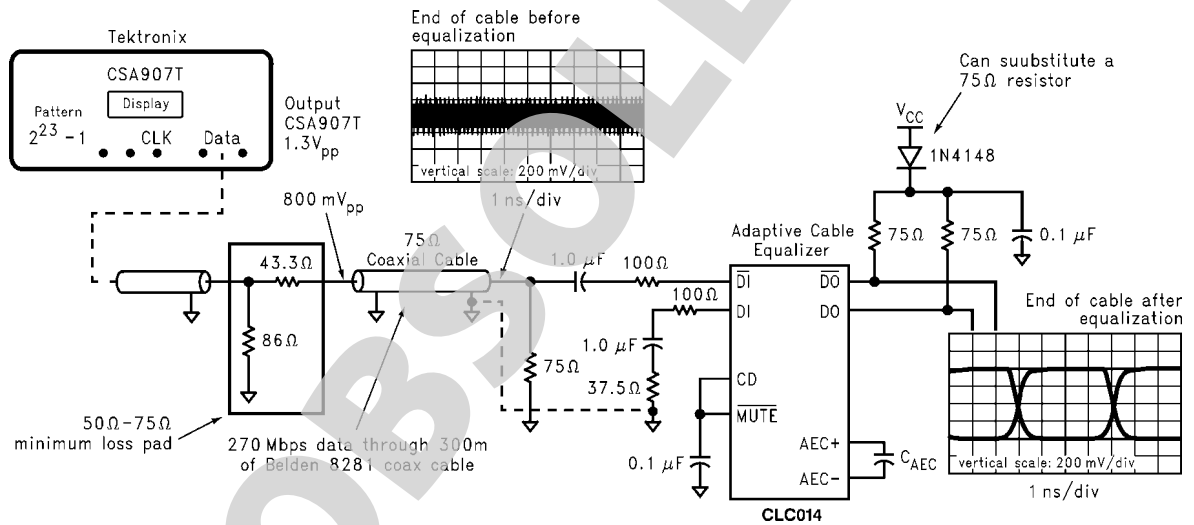 Tektronix
CSA907T
Display
Pattern
2^23 -1
CLK
Data
Output
CSA907T
1.3Vpp
End of cable before
equalization
vertical scale: 200 mV/div
1 ns/div
Can suubstitute a
75Ω resistor
VCC
1N4148
75Ω
75Ω
0.1 μF
800 mVpp
43.3Ω
86Ω
50Ω-75Ω
minimum loss pad
75Ω
Coaxial Cable
270 Mbps data through 300m
of Belden 8281 coax cable
1.0 μF
100Ω
100Ω
75Ω
1.0 μF
37.5Ω
0.1 μF
Adaptive Cable
Equalizer
D̅I̅
DI
CD
M̅U̅T̅E̅
D̅O̅
DO
AEC+
AEC-
CAEC
CLC014
End of cable after
equalization
vertical scale: 200 mV/div
1 ns/div
OBSOLETE